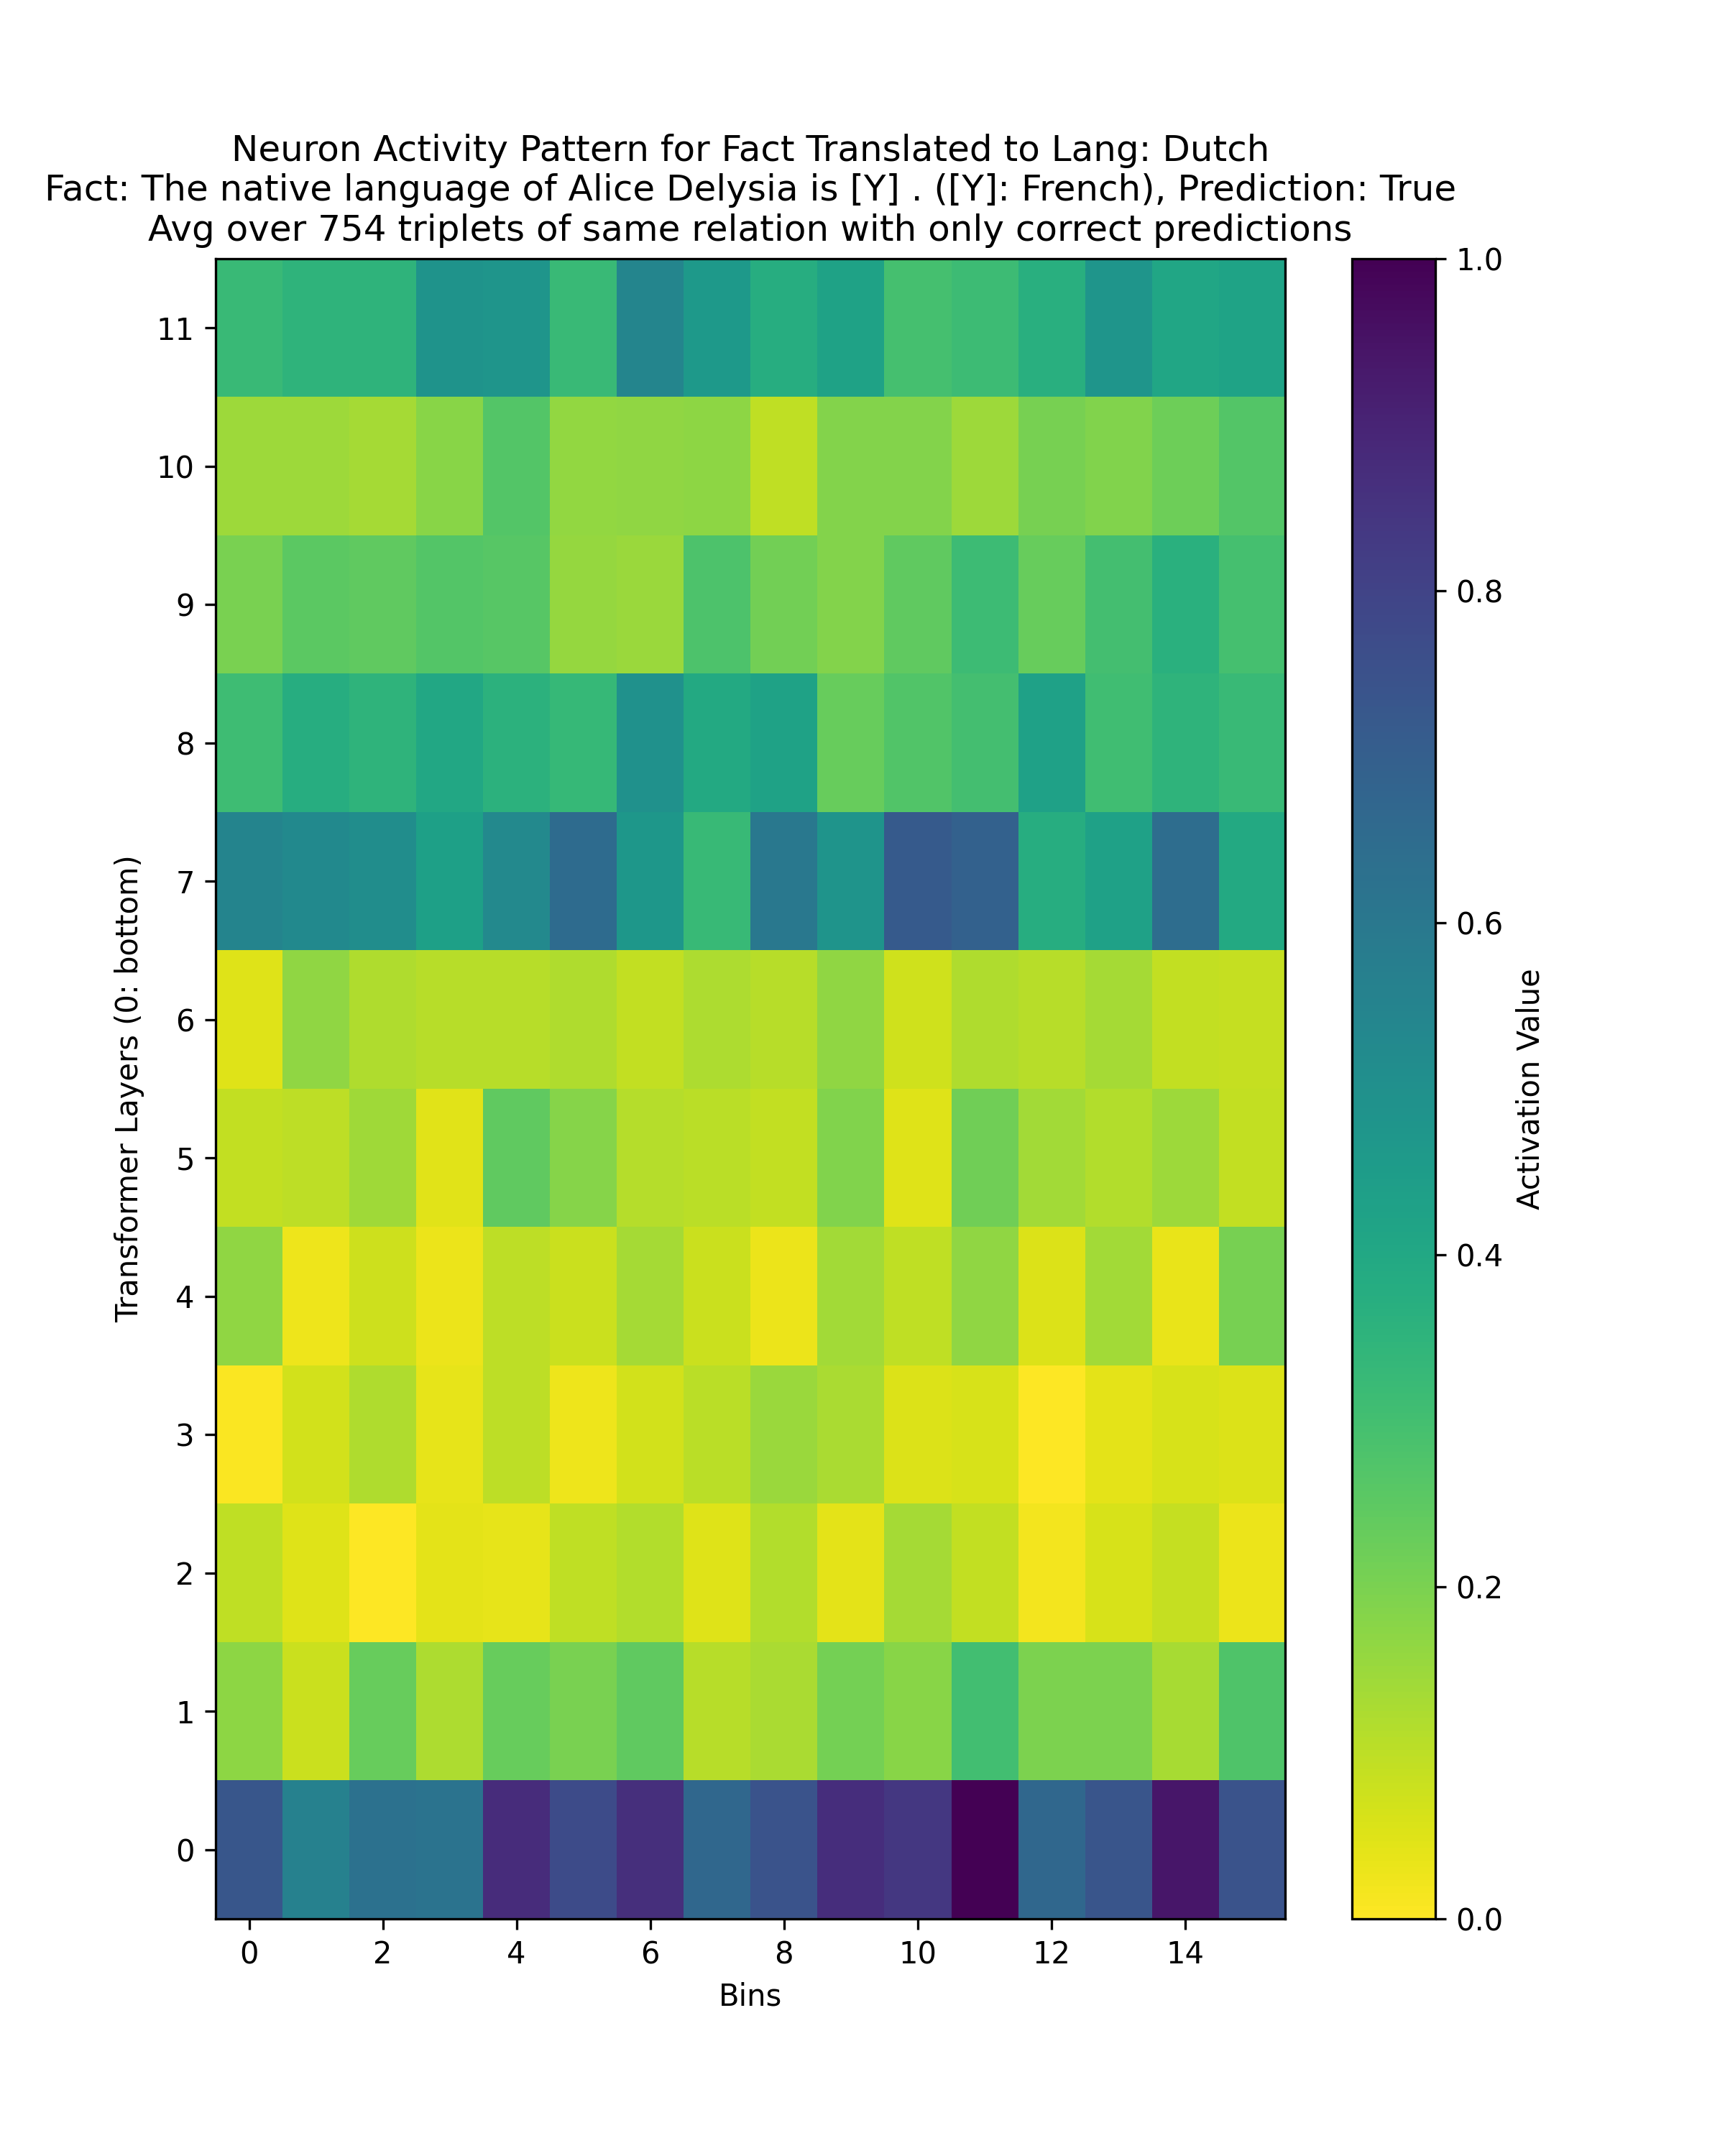 Neuron Activity Pattern for Fact Translated to Lang: Dutch
Fact: The native language of Alice Delysia is [Y] . ([Y]: French), Prediction: True
Avg over 754 triplets of same relation with only correct predictions
Transformer Layers (0: bottom)
11
10
9
8
7
6
5
4
3
2
1
0
0 2 4 6 8 10 12 14
Bins
1.0
0.8
0.6
0.4
0.2
0.0
Activation Value